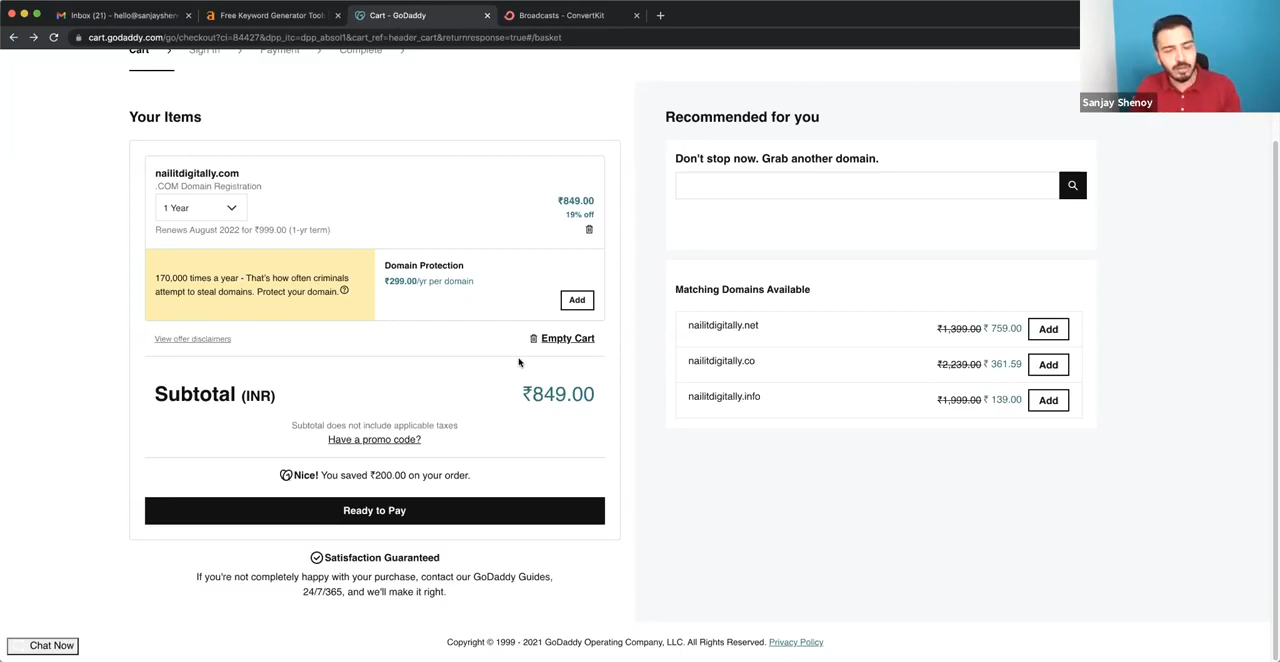 Inbox (21) - hello@sanjayshen
Free Keyword Generator Tool:
Cart - GoDaddy
Broadcasts - ConvertKit
cart.godaddy.com/go/checkout?ci=84427&dpp_itc=dpp_absol1&cart_ref=header_cart&returnresponse=true#/basket
Cart
Sign In
Payment
Complete
Sanjay Shenoy
Your Items
nailitdigitally.com
.COM Domain Registration
1 Year
₹849.00
19% off
Renews August 2022 for ₹999.00 (1-yr term)
170,000 times a year - That's how often criminals
attempt to steal domains. Protect your domain.
Domain Protection
₹299.00/yr per domain
Add
View offer disclaimers
Empty Cart
Subtotal (INR)
₹849.00
Subtotal does not include applicable taxes
Have a promo code?
Nice! You saved ₹200.00 on your order.
Ready to Pay
Satisfaction Guaranteed
If you're not completely happy with your purchase, contact our GoDaddy Guides,
24/7/365, and we'll make it right.
Recommended for you
Don't stop now. Grab another domain.
Matching Domains Available
nailitdigitally.net
₹1,399.00 ₹ 759.00
Add
nailitdigitally.co
₹2,239.00 ₹ 361.59
Add
nailitdigitally.info
₹1,999.00 ₹ 139.00
Add
Chat Now
Copyright © 1999 - 2021 GoDaddy Operating Company, LLC. All Rights Reserved. Privacy Policy